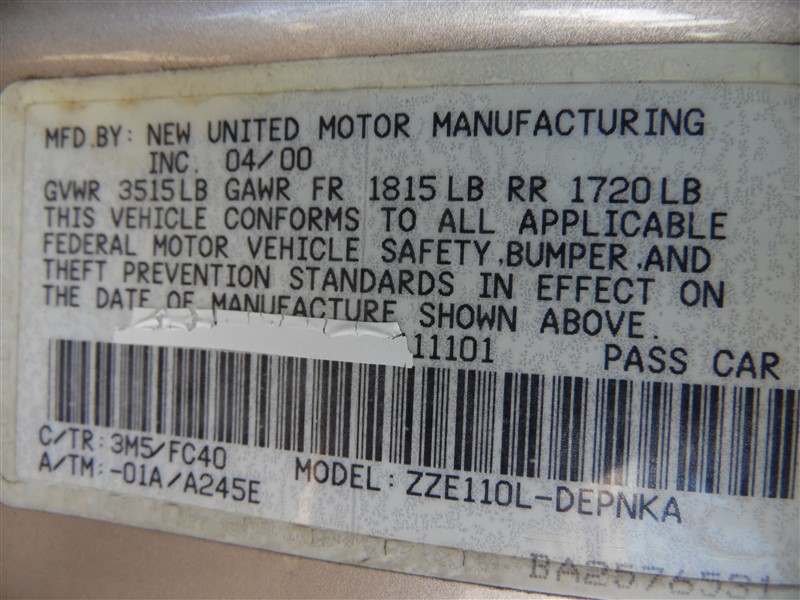 MFD.BY: NEW UNITED MOTOR MANUFACTURING
INC. 04/00
GVWR 3515LB GAWR FR 1815LB RR 1720LB
THIS VEHICLE CONFORMS TO ALL APPLICABLE
FEDERAL MOTOR VEHICLE SAFETY,BUMPER,AND
THEFT PREVENTION STANDARDS IN EFFECT ON
THE DATE OF MANUFACTURE SHOWN ABOVE.
11101 PASS CAR
C/TR: 3M5/FC40
A/TM: -01A/A245E
MODEL: ZZE110L-DEPNKA
BA2576531